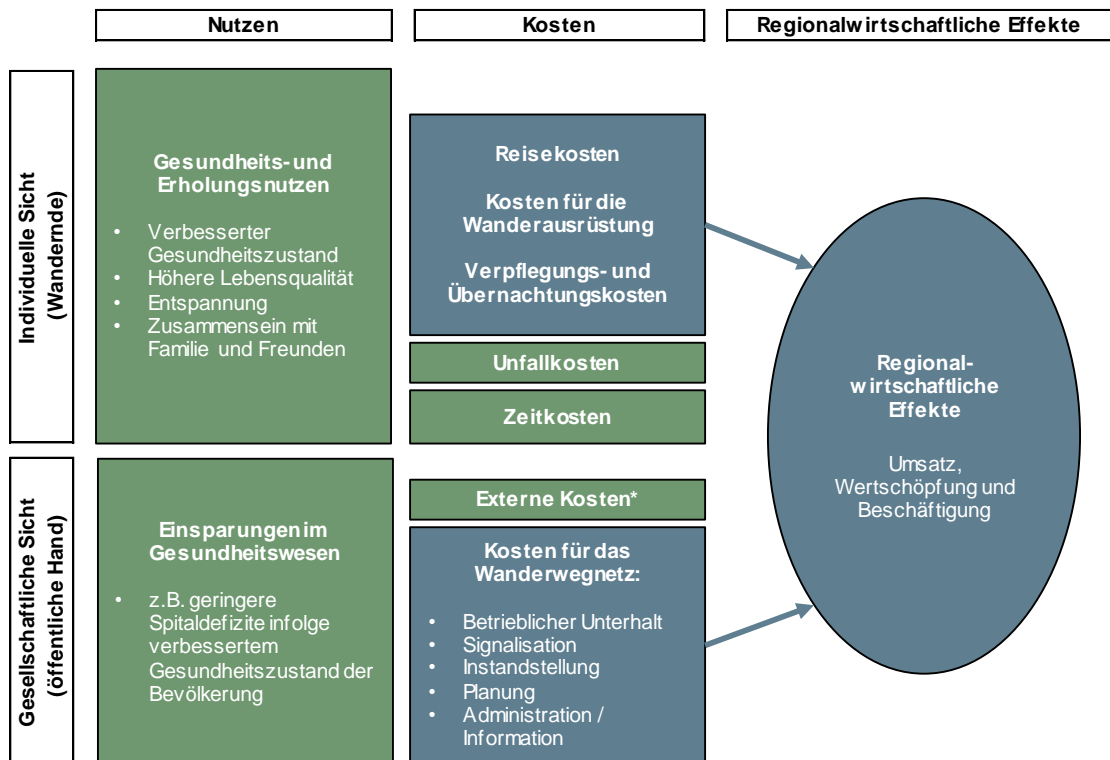 Nutzen
Kosten
Regionalwirtschaftliche Effekte
Individuelle Sicht
(Wandernde)
Gesundheits- und
Erholungsnutzen
• Verbesserter
Gesundheitszustand
• Höhere Lebensqualität
• Entspannung
• Zusammensein mit
Familie und Freunden
Reisekosten
Kosten für die
Wanderausrüstung
Verpflegungs- und
Übernachtungskosten
Unfallkosten
Zeitkosten
Regional-
wirtschaftliche
Effekte
Umsatz,
Wertschöpfung und
Beschäftigung
Gesellschaftliche Sicht
(öffentliche Hand)
Einsparungen im
Gesundheitswesen
• z.B. geringere
Spitaldefizite infolge
verbessertem
Gesundheitszustand der
Bevölkerung
Externe Kosten*
Kosten für das
Wanderwegnetz:
• Betrieblicher Unterhalt
• Signalisation
• Instandstellung
• Planung
• Administration /
Information